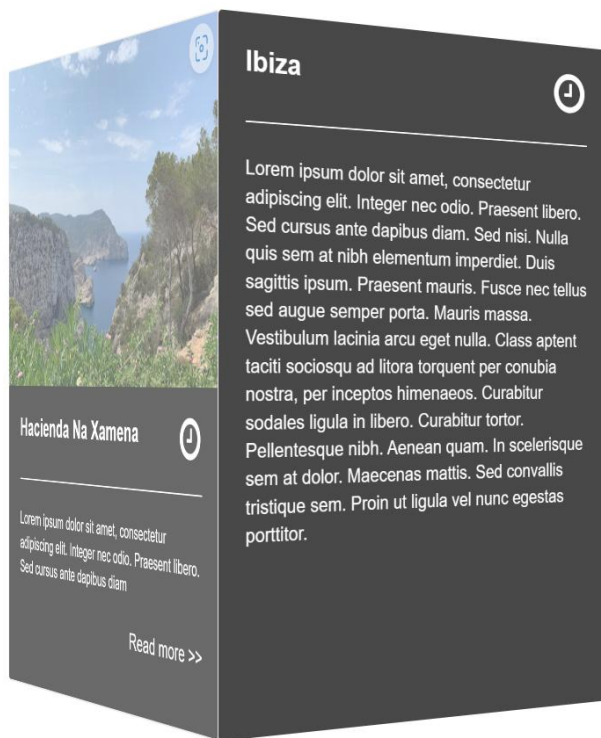 Hacienda Na Xamena
Lorem ipsum dolor sit amet, consectetur
adipiscing elit. Integer nec odio. Praesent libero.
Sed cursus ante dapibus diam
Read more >>
Ibiza
Lorem ipsum dolor sit amet, consectetur
adipiscing elit. Integer nec odio. Praesent libero.
Sed cursus ante dapibus diam. Sed nisi. Nulla
quis sem at nibh elementum imperdiet. Duis
sagittis ipsum. Praesent mauris. Fusce nec tellus
sed augue semper porta. Mauris massa.
Vestibulum lacinia arcu eget nulla. Class aptent
taciti sociosqu ad litora torquent per conubia
nostra, per inceptos himenaeos. Curabitur
sodales ligula in libero. Curabitur tortor.
Pellentesque nibh. Aenean quam. In scelerisque
sem at dolor. Maecenas mattis. Sed convallis
tristique sem. Proin ut ligula vel nunc egestas
porttitor.